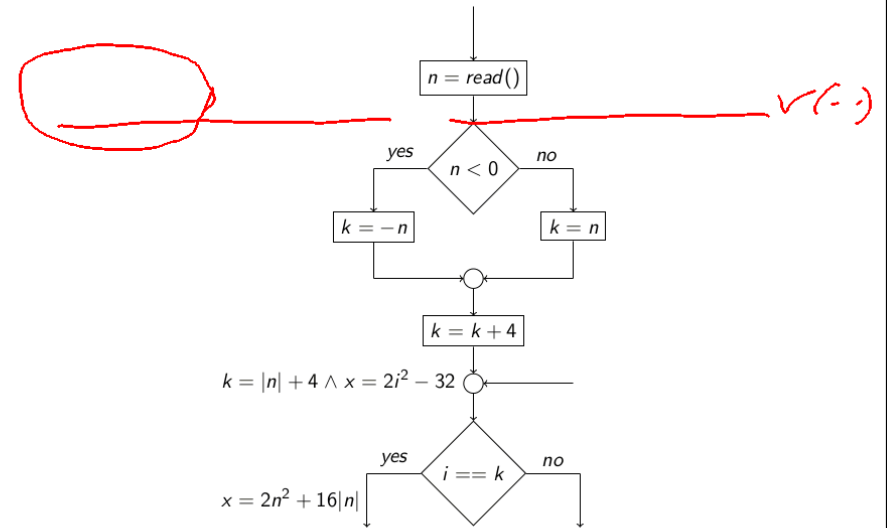 n = read()
yes
n < 0
no
k = −n
k = n
k = k + 4
k = |n| + 4 ∧ x = 2i² − 32
yes
i == k
no
x = 2n² + 16|n|